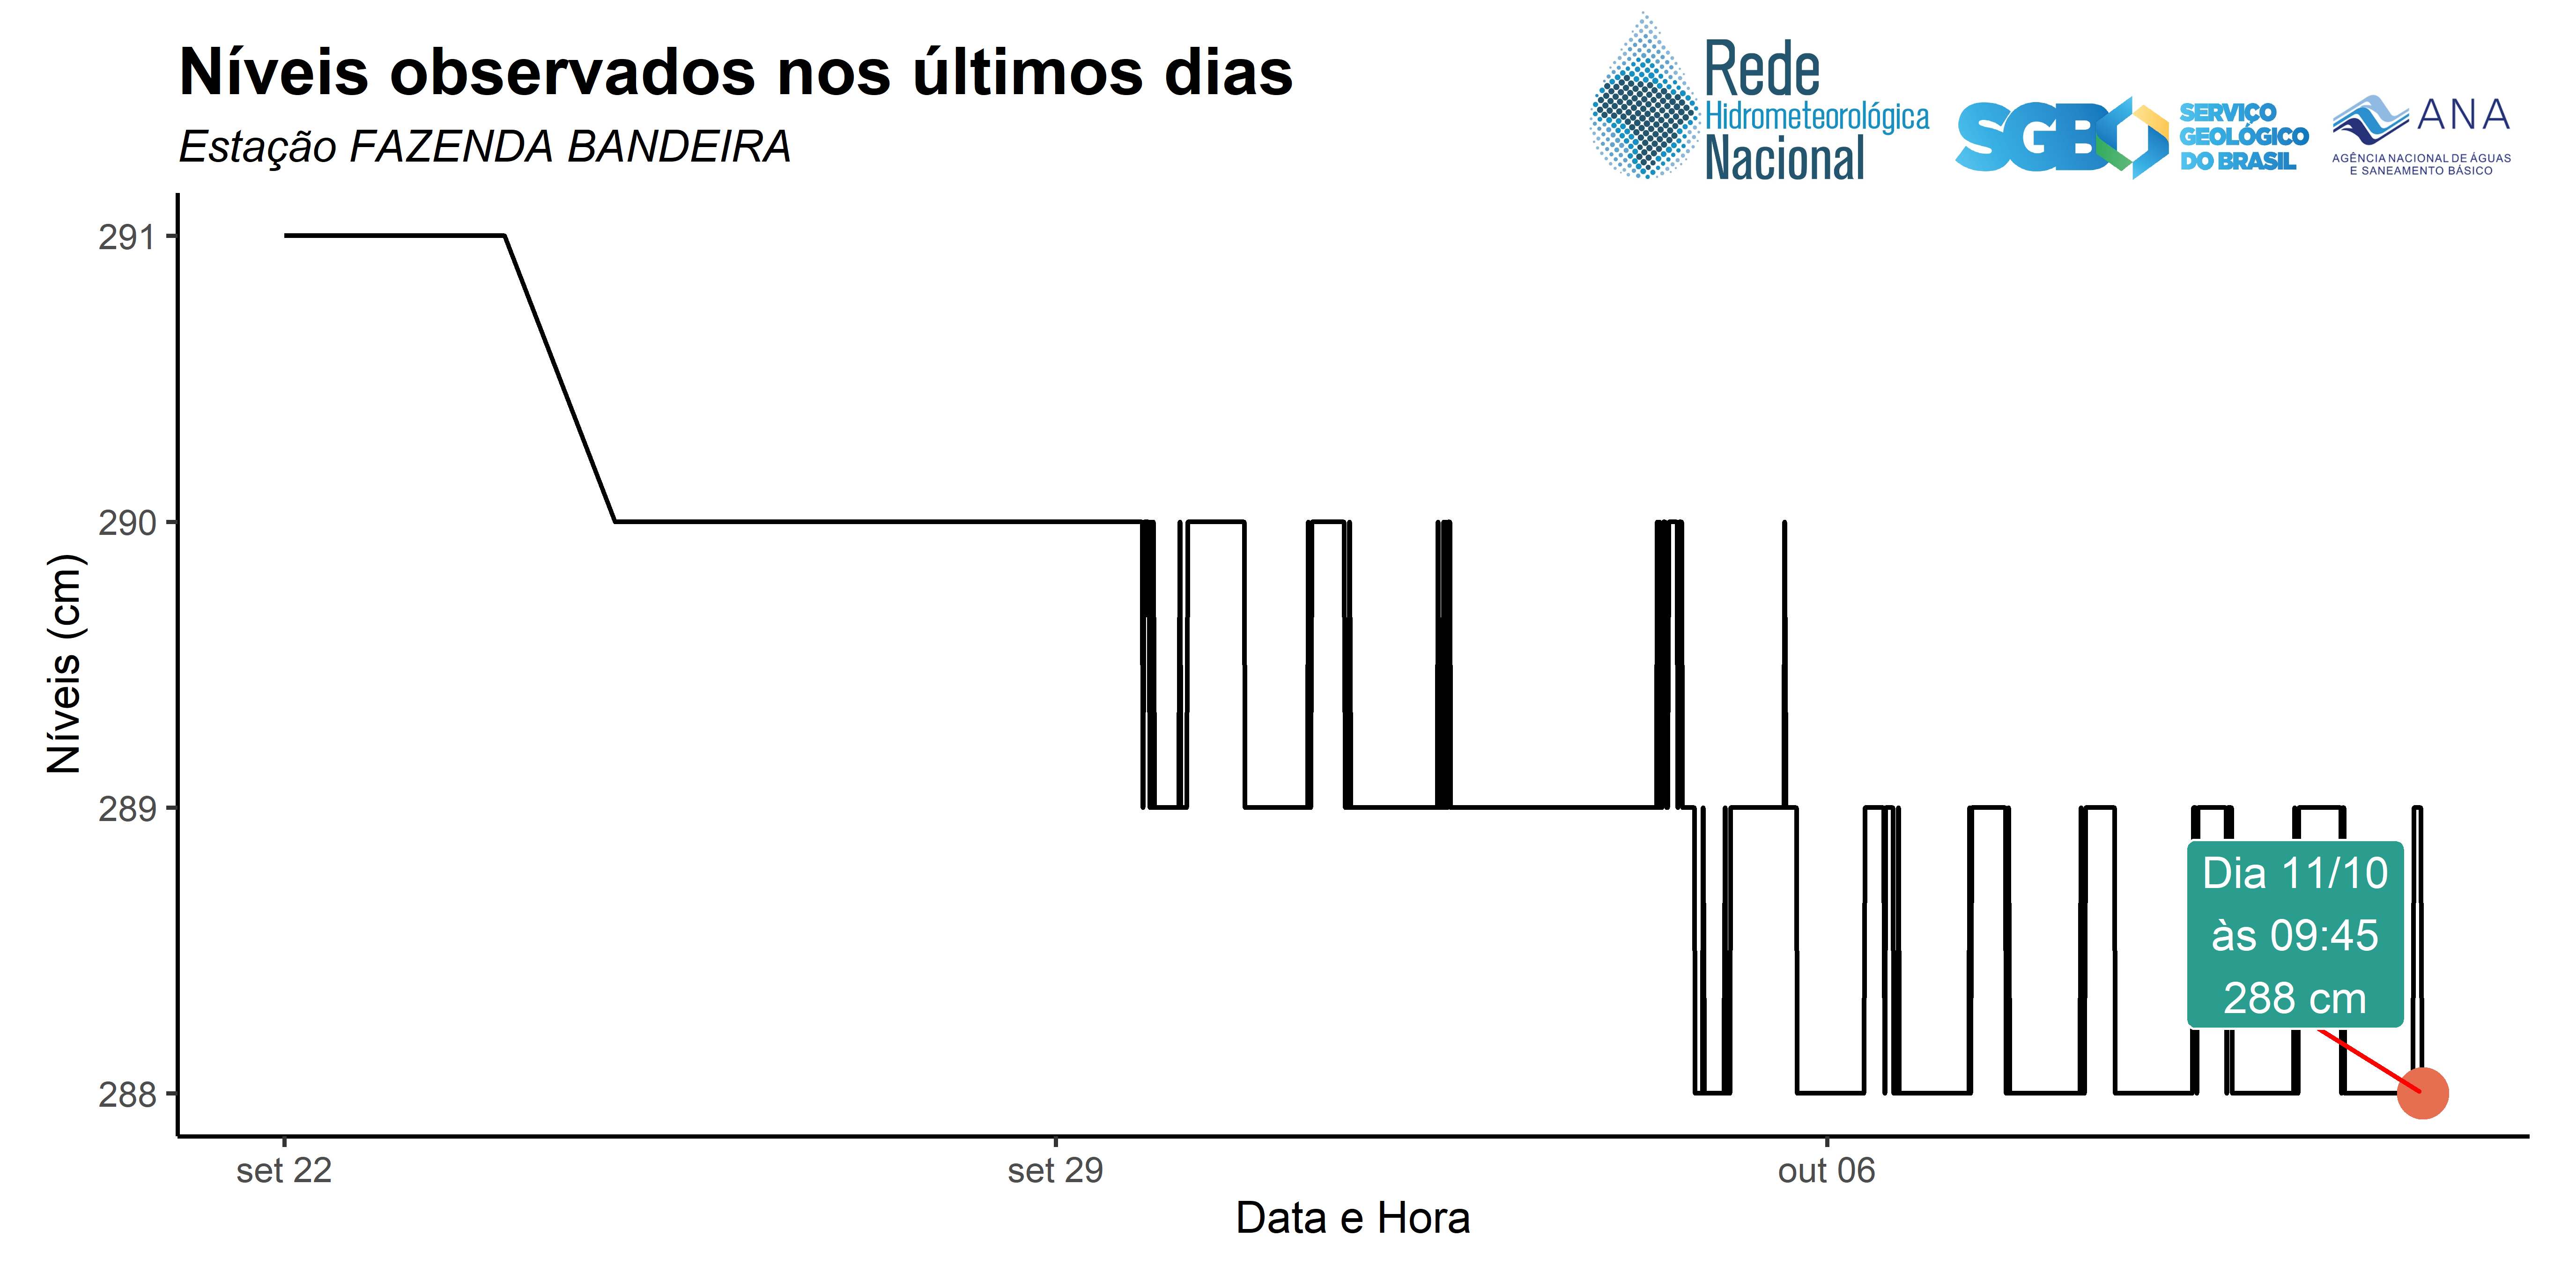 Níveis observados nos últimos dias
Estação FAZENDA BANDEIRA
Rede
Hidrometeorológica
Nacional
SGB
SERVIÇO
GEOLÓGICO
DO BRASIL
ANA
AGÊNCIA NACIONAL DE ÁGUAS
E SANEAMENTO BÁSICO
291
290
289
288
Níveis (cm)
Dia 11/10
às 09:45
288 cm
set 22
set 29
out 06
Data e Hora